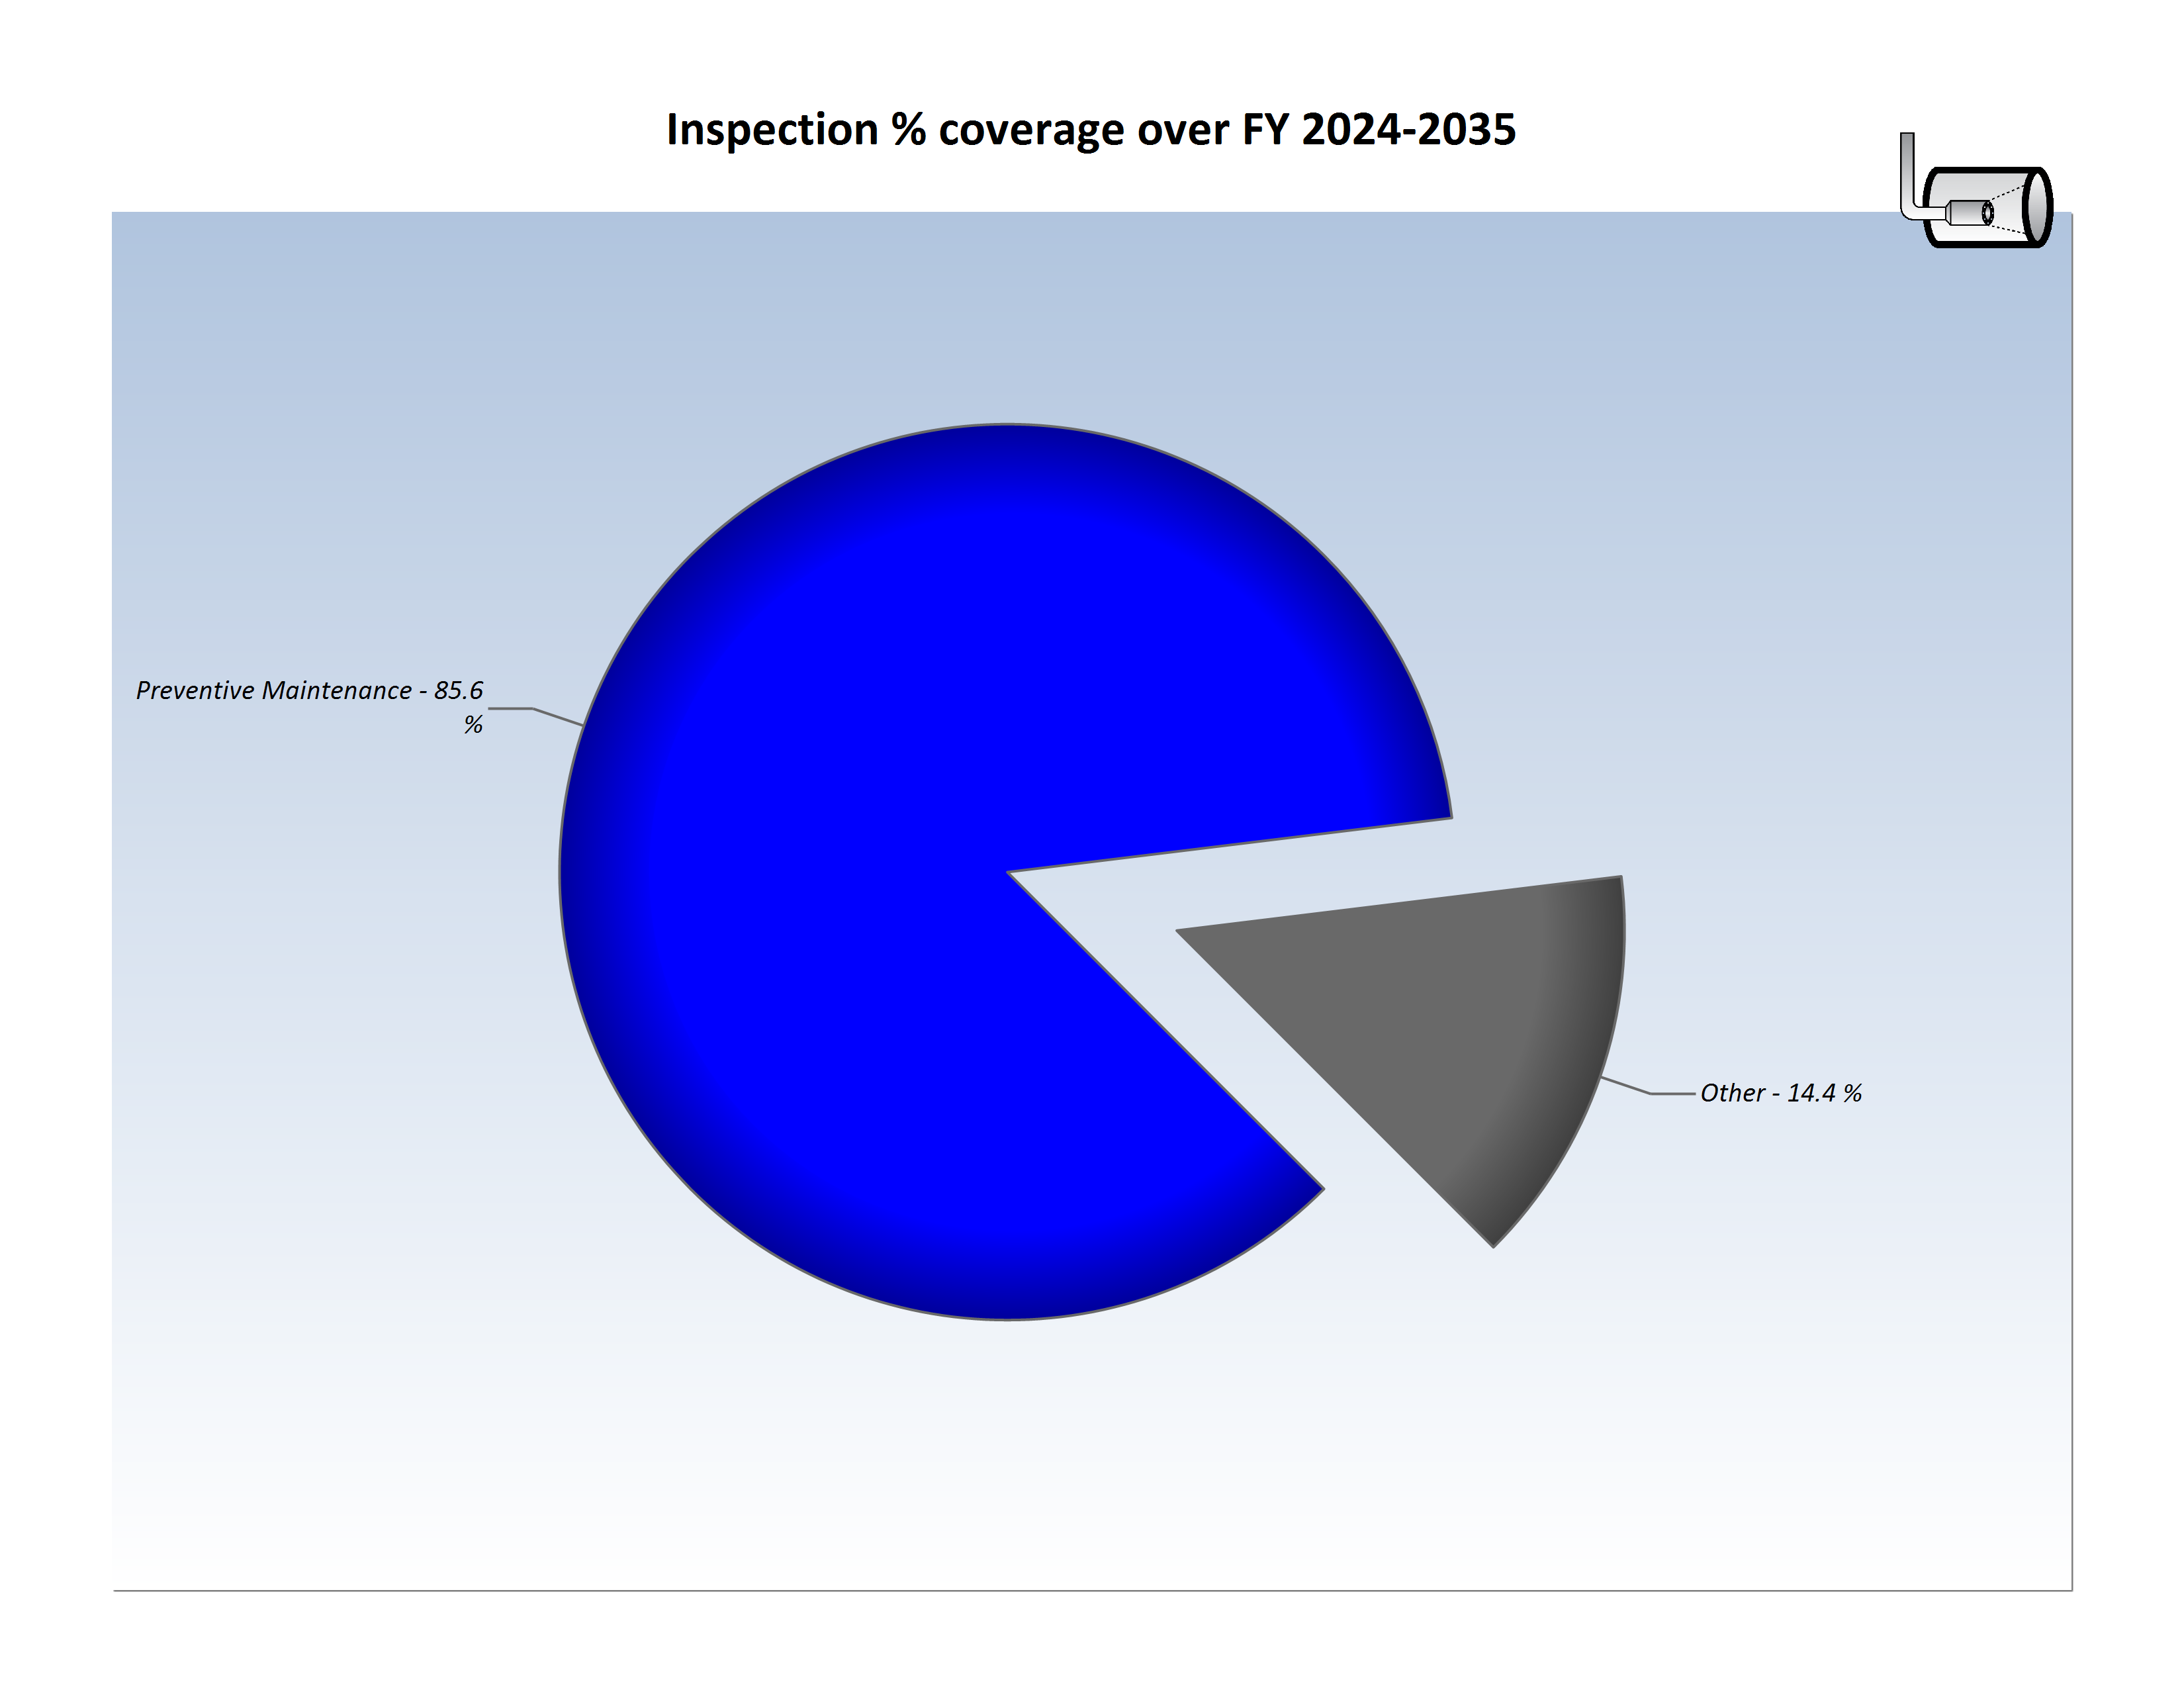 Inspection % coverage over FY 2024-2035
Preventive Maintenance - 85.6
%
Other - 14.4 %